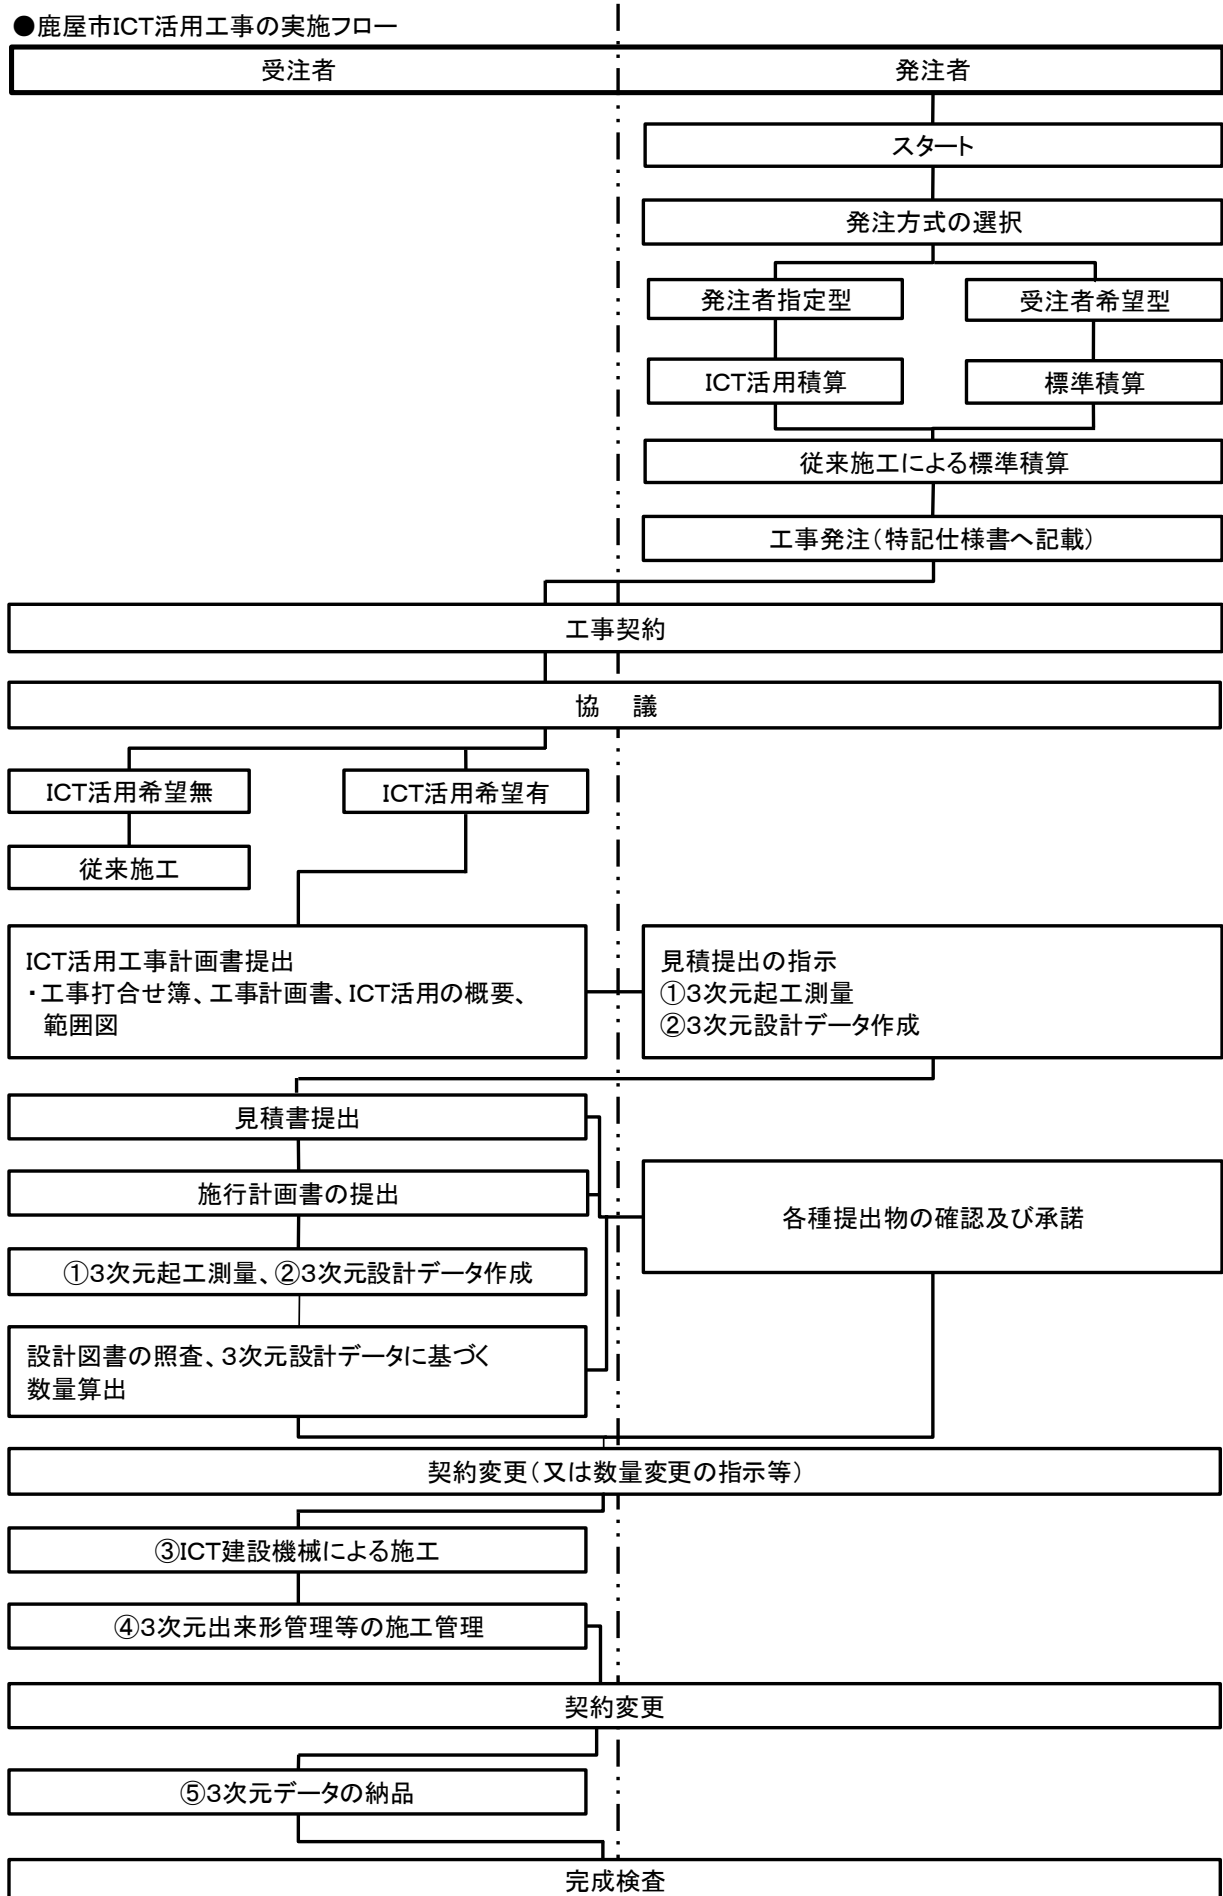 ●鹿屋市ICT活用工事の実施フロー
受注者
発注者
スタート
発注方式の選択
発注者指定型
受注者希望型
ICT活用積算
標準積算
従来施工による標準積算
工事発注（特記仕様書へ記載）
工事契約
協　議
ICT活用希望無
ICT活用希望有
従来施工
ICT活用工事計画書提出
・工事打合せ簿、工事計画書、ICT活用の概要、
範囲図
見積提出の指示
①3次元起工測量
②3次元設計データ作成
見積書提出
施行計画書の提出
各種提出物の確認及び承諾
①3次元起工測量、②3次元設計データ作成
設計図書の照査、3次元設計データに基づく
数量算出
契約変更（又は数量変更の指示等）
③ICT建設機械による施工
④3次元出来形管理等の施工管理
契約変更
⑤3次元データの納品
完成検査